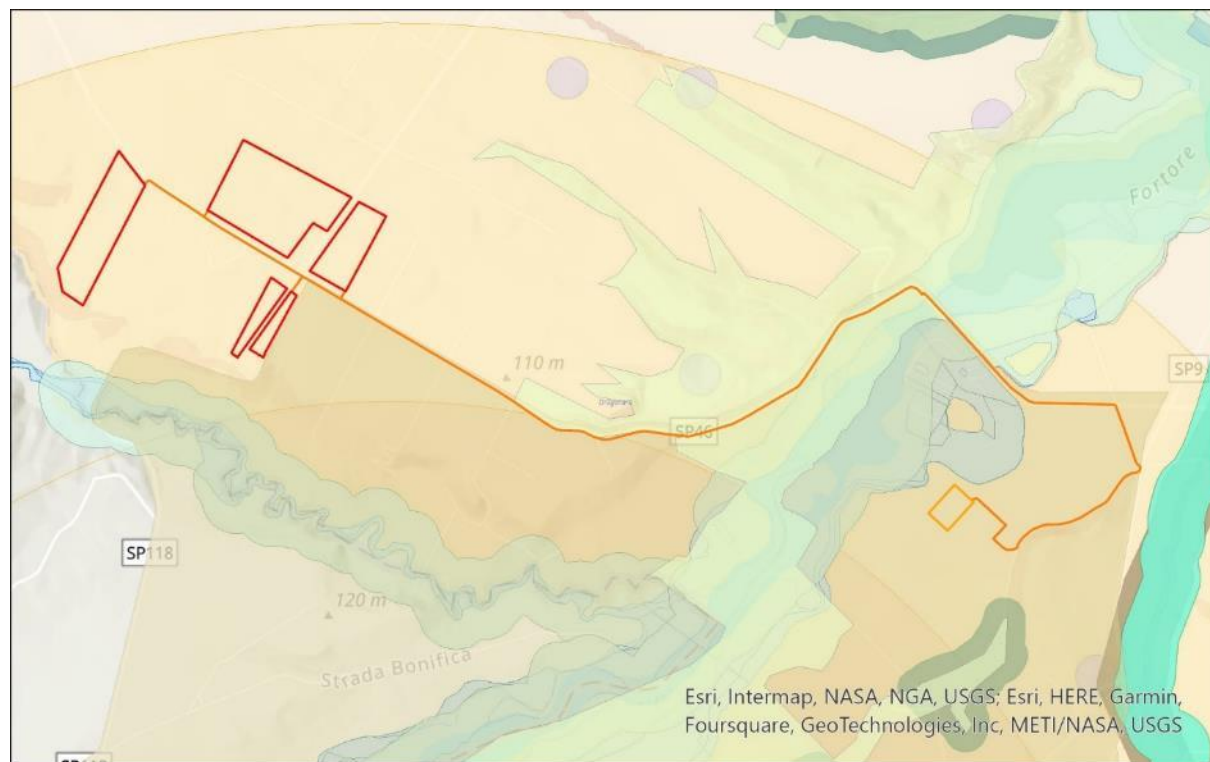 Fortore
110 m
SP9
SP46
SP118
120 m
Strada Bonifica
Esri, Intermap, NASA, NGA, USGS; Esri, HERE, Garmin,
Foursquare, GeoTechnologies, Inc, METI/NASA, USGS